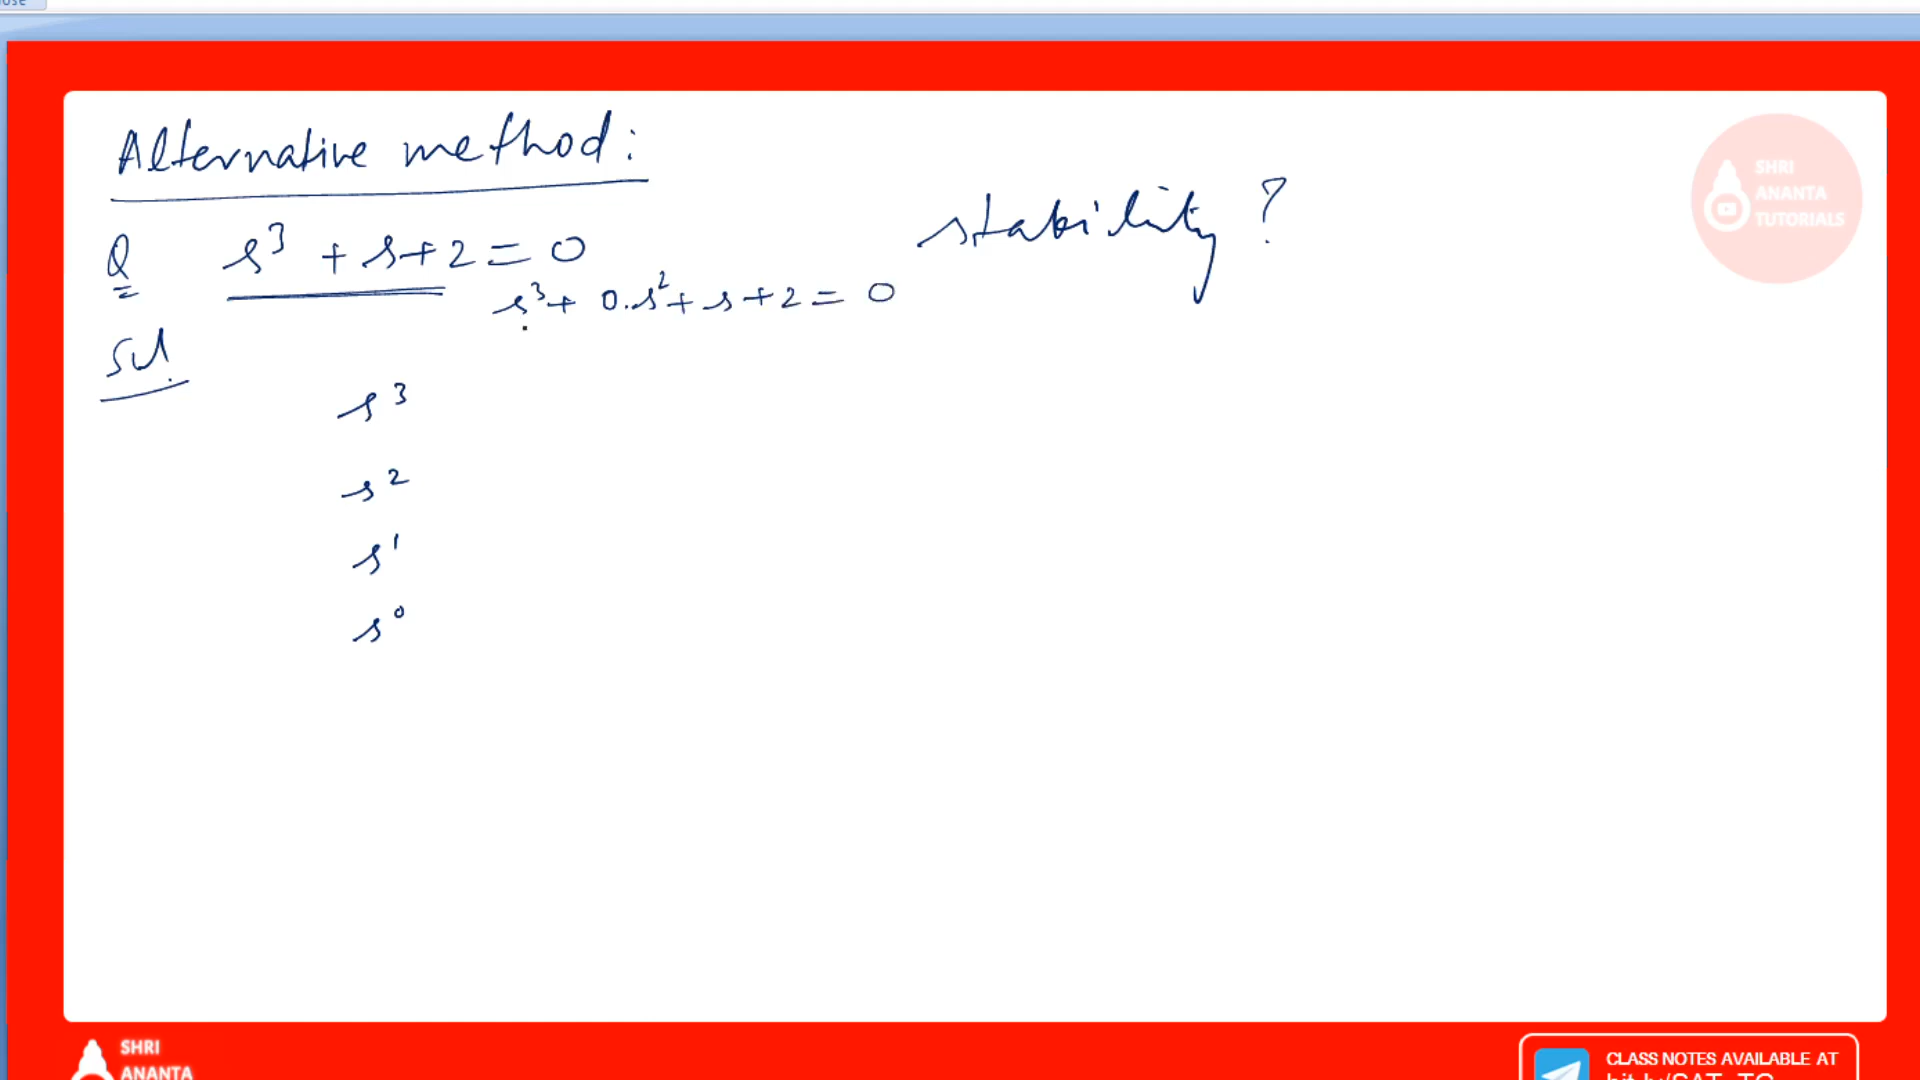 Alternative method:
Q s³ + s + 2 = 0 stability ?
s³ + 0.s² + s + 2 = 0
Sol.
s³
s²
s¹
s⁰
SHRI
ANANTA
TUTORIALS
SHRI
ANANTA
CLASS NOTES AVAILABLE AT